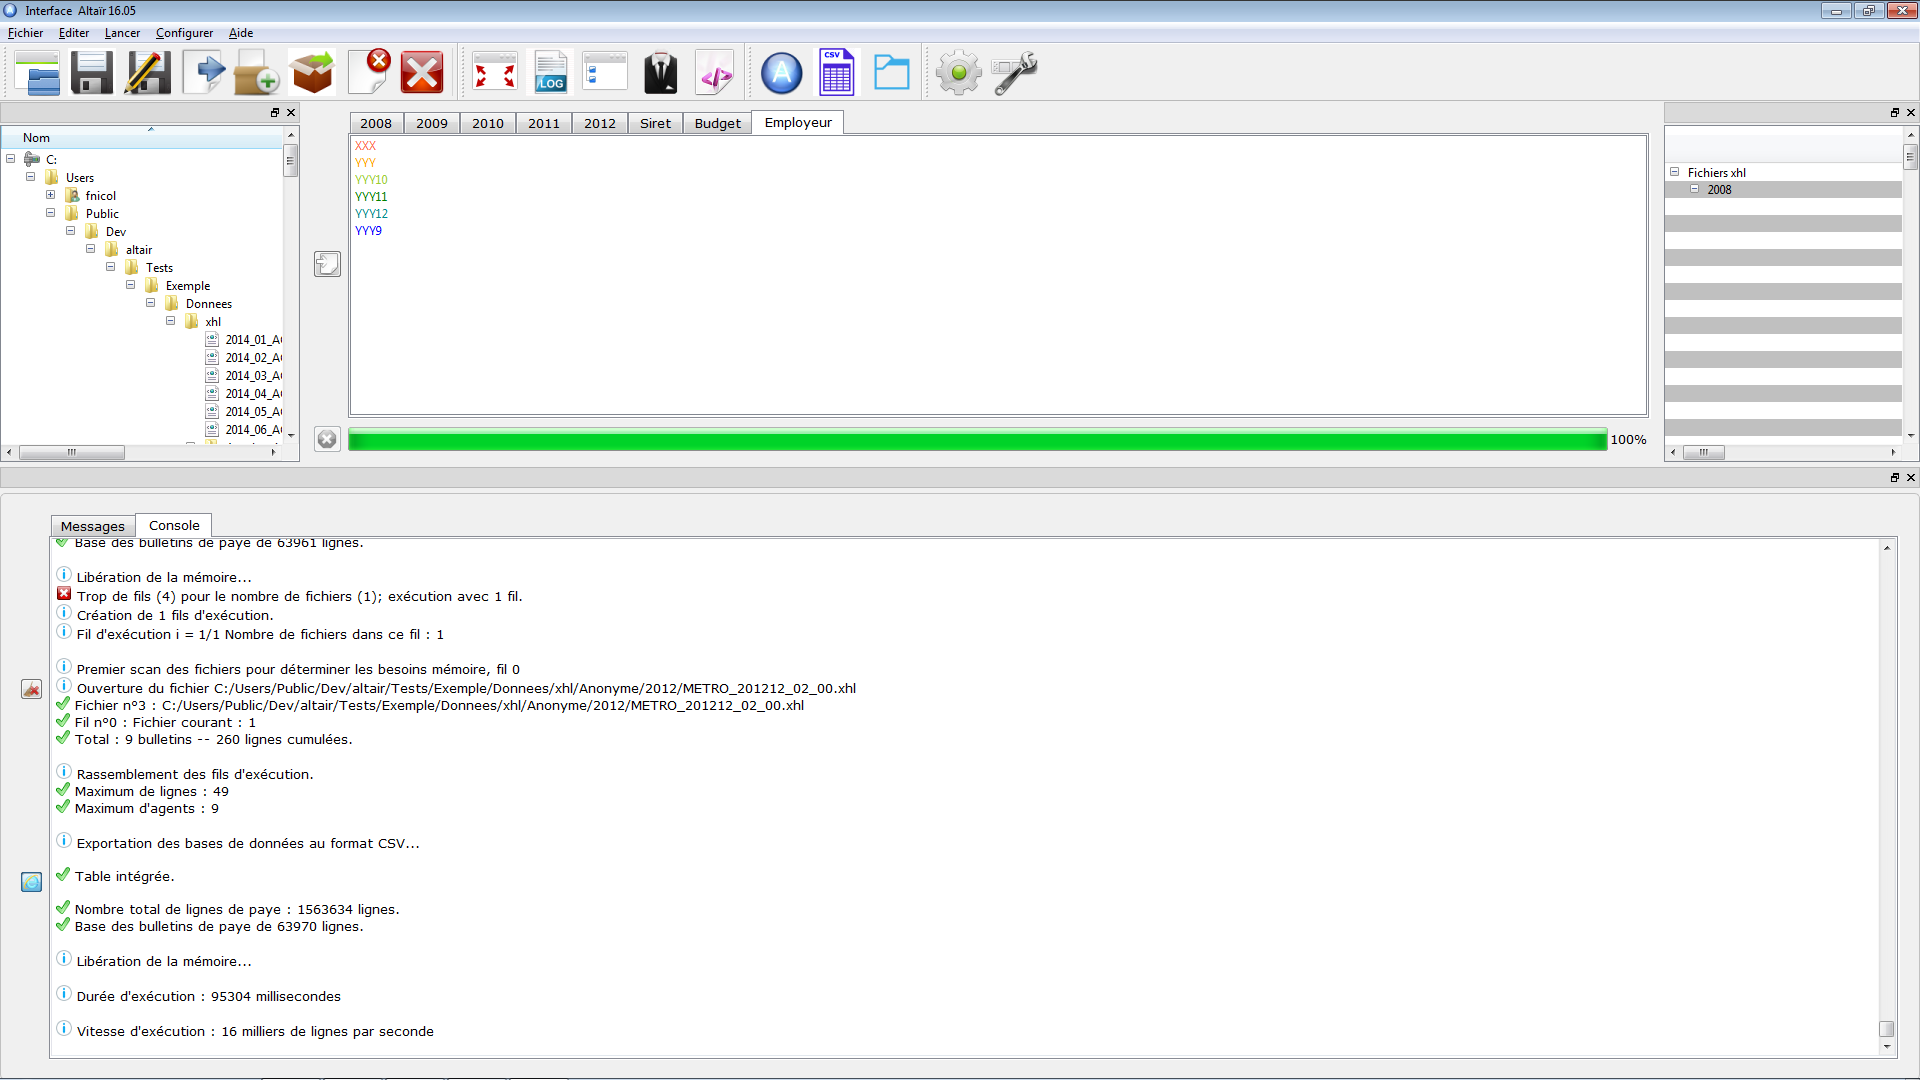 Interface Altaïr 16.05
Fichier Editer Lancer Configurer Aide
LOG
CSV
A
Nom
C:
Users
fnicol
Public
Dev
altair
Tests
Exemple
Donnees
xhl
2014_01_A
2014_02_A
2014_03_A
2014_04_A
2014_05_A
2014_06_A
2008 2009 2010 2011 2012 Siret Budget Employeur
XXX
YYY
YYY10
YYY11
YYY12
YYY9
100%
Fichiers xhl
2008
Messages Console
Base des bulletins de paye de 63961 lignes.
Libération de la mémoire...
Trop de fils (4) pour le nombre de fichiers (1); exécution avec 1 fil.
Création de 1 fils d'exécution.
Fil d'exécution i = 1/1 Nombre de fichiers dans ce fil : 1
Premier scan des fichiers pour déterminer les besoins mémoire, fil 0
Ouverture du fichier C:/Users/Public/Dev/altair/Tests/Exemple/Donnees/xhl/Anonyme/2012/METRO_201212_02_00.xhl
Fichier n°3 : C:/Users/Public/Dev/altair/Tests/Exemple/Donnees/xhl/Anonyme/2012/METRO_201212_02_00.xhl
Fil n°0 : Fichier courant : 1
Total : 9 bulletins -- 260 lignes cumulées.
Rassemblement des fils d'exécution.
Maximum de lignes : 49
Maximum d'agents : 9
Exportation des bases de données au format CSV...
Table intégrée.
Nombre total de lignes de paye : 1563634 lignes.
Base des bulletins de paye de 63970 lignes.
Libération de la mémoire...
Durée d'exécution : 95304 millisecondes
Vitesse d'exécution : 16 milliers de lignes par seconde